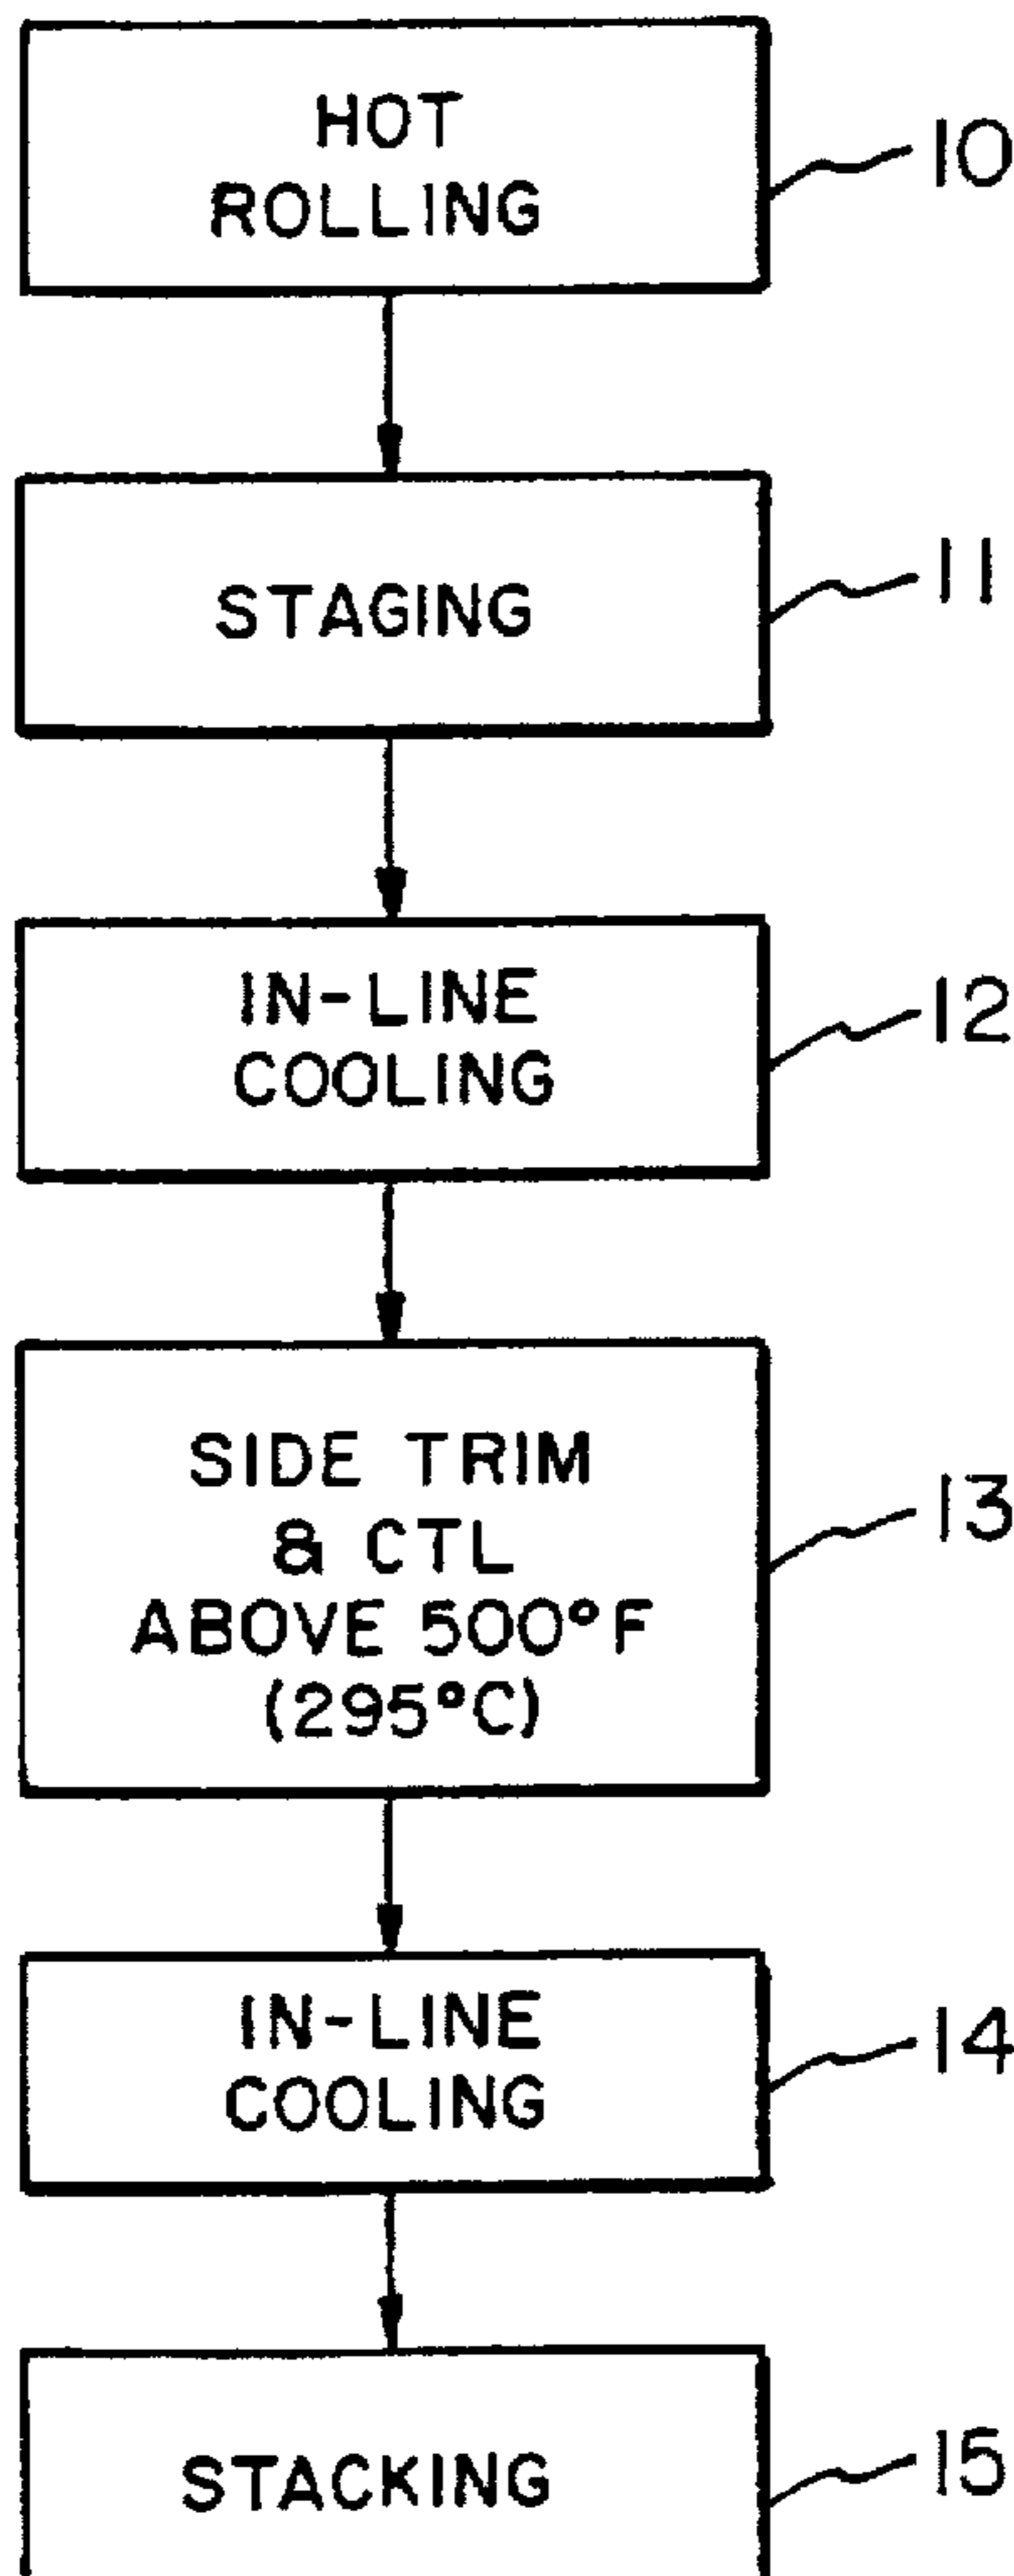 HOT
ROLLING
10
STAGING
11
IN-LINE
COOLING
12
SIDE TRIM
& CTL
ABOVE 500°F
(295°C)
13
IN-LINE
COOLING
14
STACKING
15